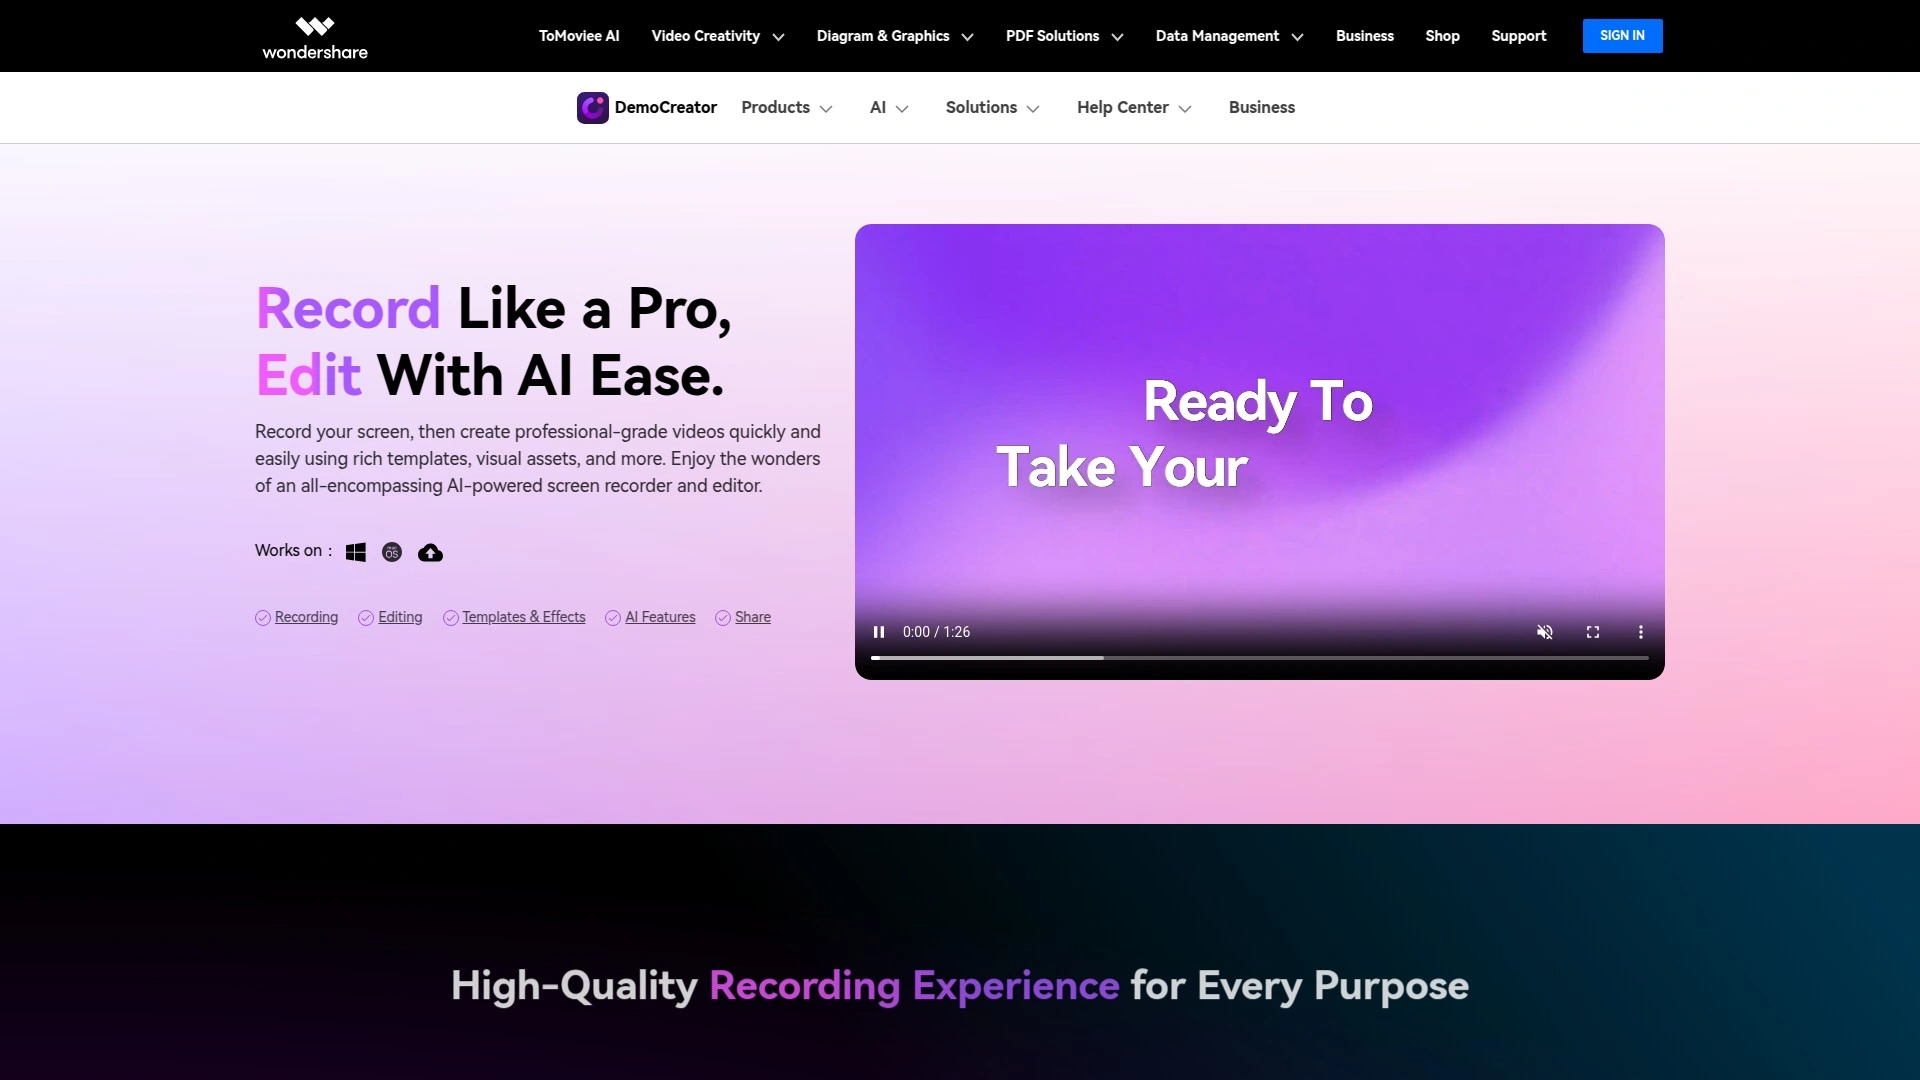 wondershare
ToMoviee AI
Video Creativity
Diagram & Graphics
PDF Solutions
Data Management
Business
Shop
Support
SIGN IN
DemoCreator
Products
AI
Solutions
Help Center
Business
Record Like a Pro,
Edit With AI Ease.
Record your screen, then create professional-grade videos quickly and
easily using rich templates, visual assets, and more. Enjoy the wonders
of an all-encompassing AI-powered screen recorder and editor.
Works on :
Recording
Editing
Templates & Effects
AI Features
Share
Ready To
Take Your
0:00 / 1:26
High-Quality Recording Experience for Every Purpose